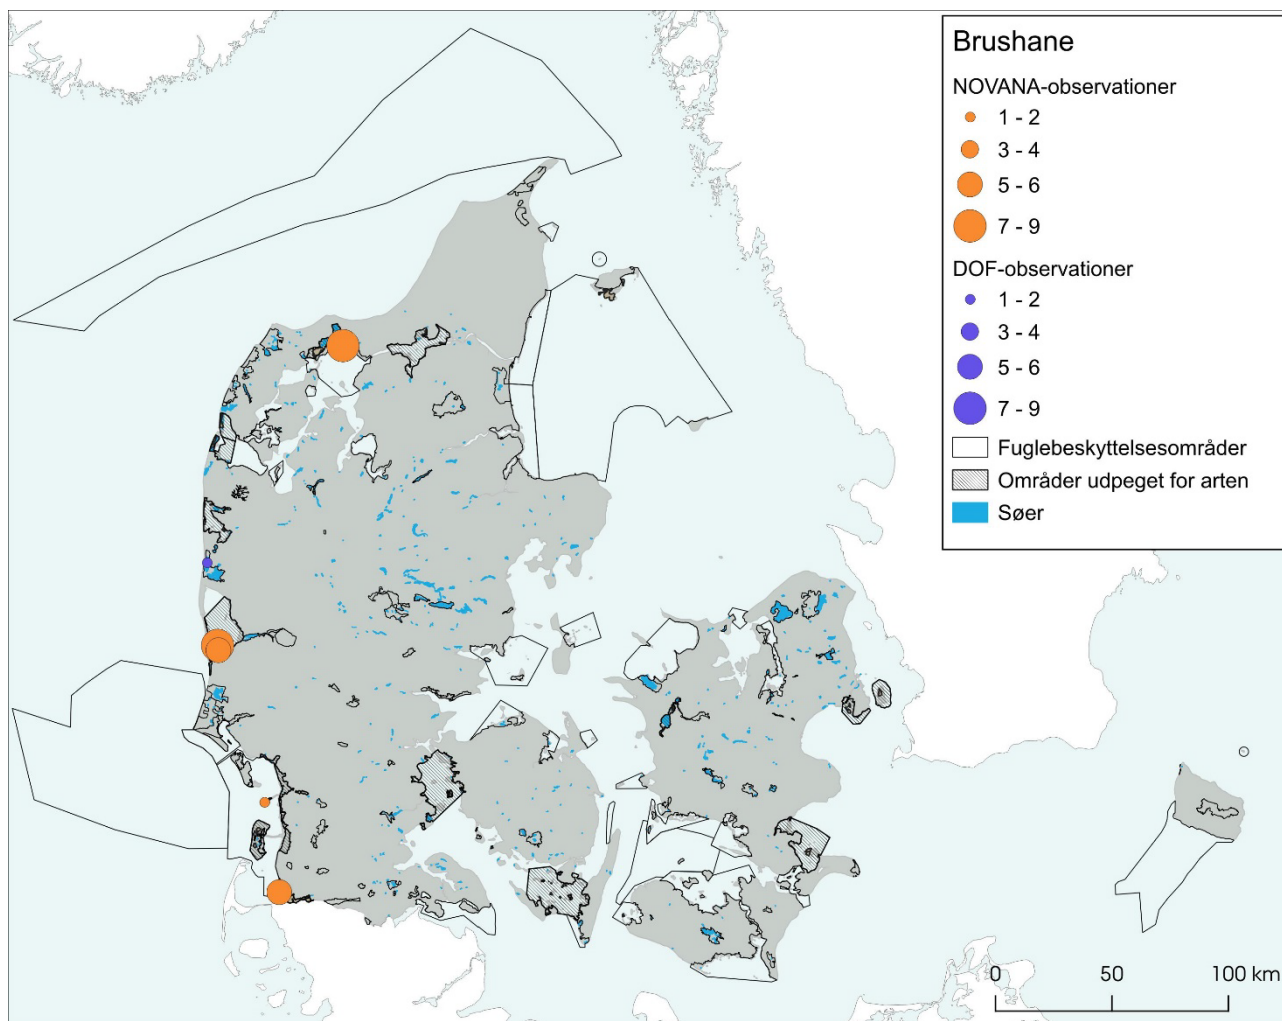 Brushane
NOVANA-observationer
1 - 2
3 - 4
5 - 6
7 - 9
DOF-observationer
1 - 2
3 - 4
5 - 6
7 - 9
Fuglebeskyttelsesområder
Områder udpeget for arten
Søer
0 50 100 km